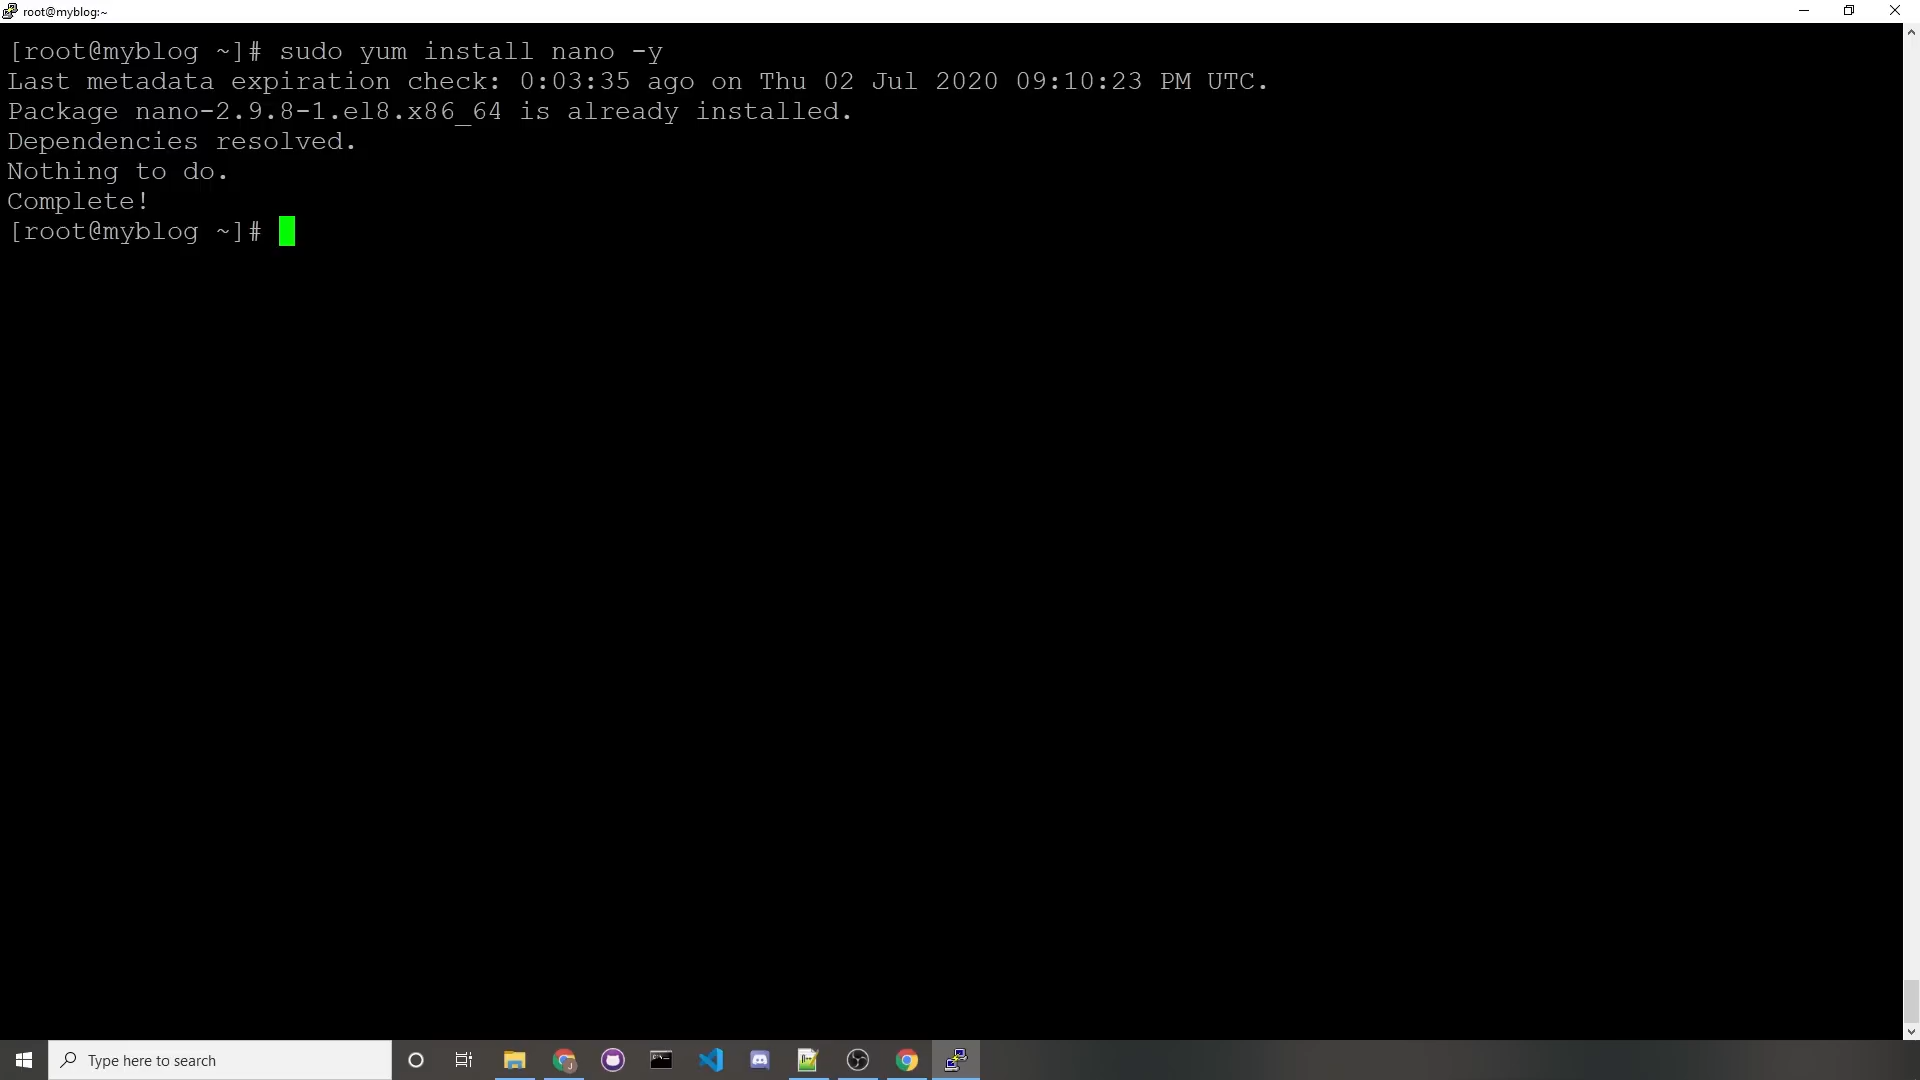 root@myblog:~
[root@myblog ~]# sudo yum install nano -y
Last metadata expiration check: 0:03:35 ago on Thu 02 Jul 2020 09:10:23 PM UTC.
Package nano-2.9.8-1.el8.x86_64 is already installed.
Dependencies resolved.
Nothing to do.
Complete!
[root@myblog ~]#
Type here to search